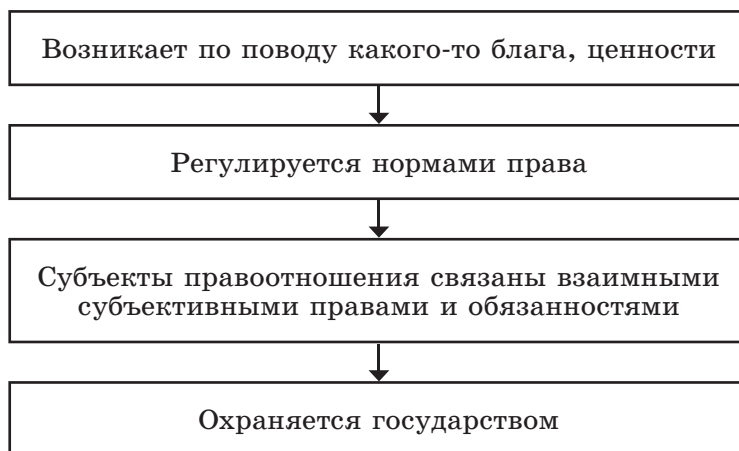 Возникает по поводу какого-то блага, ценности
Регулируется нормами права
Субъекты правоотношения связаны взаимными
субъективными правами и обязанностями
Охраняется государством